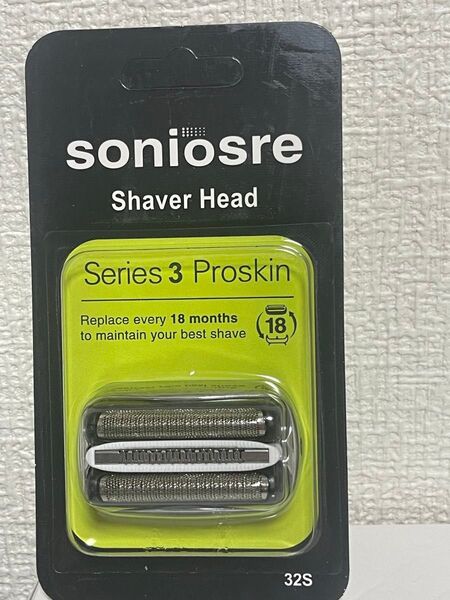 soniosre
Shaver Head
Series 3 Proskin
Replace every 18 months
to maintain your best shave
18
32S